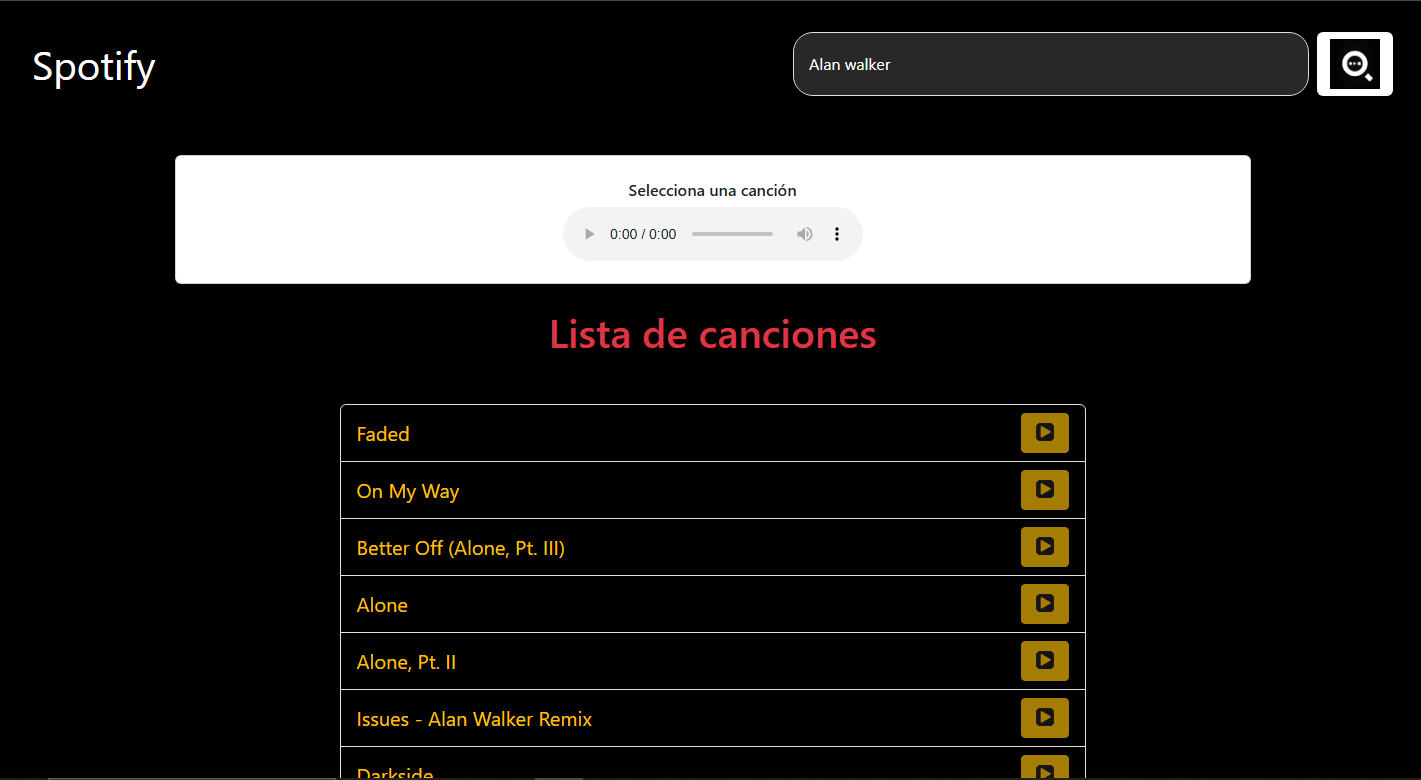 Spotify
Alan walker
Selecciona una canción
0:00 / 0:00
Lista de canciones
Faded
On My Way
Better Off (Alone, Pt. III)
Alone
Alone, Pt. II
Issues - Alan Walker Remix
Darkside